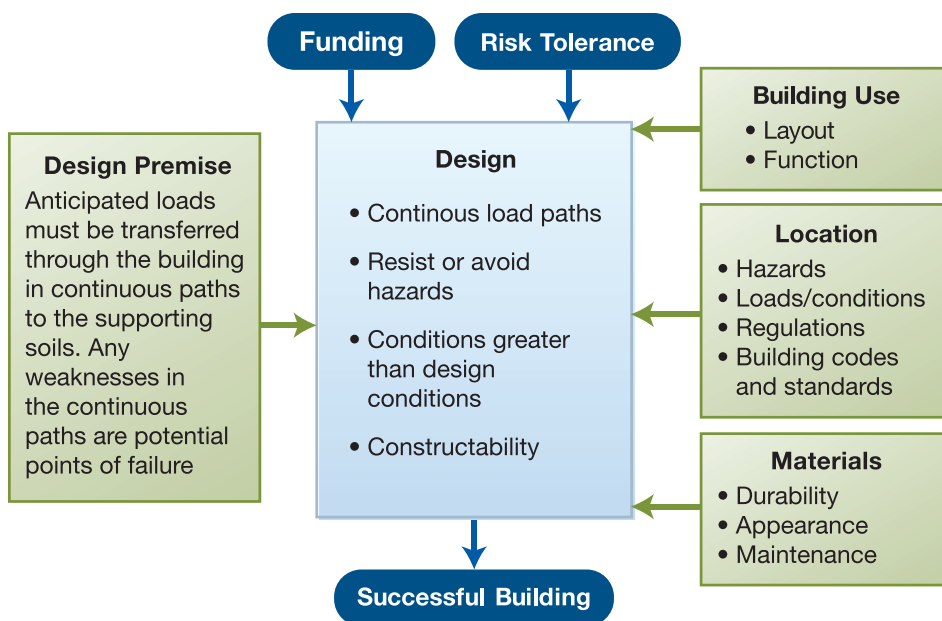 Funding
Risk Tolerance
Design Premise
Anticipated loads
must be transferred
through the building
in continuous paths
to the supporting
soils. Any
weaknesses in
the continuous
paths are potential
points of failure
Design
• Continous load paths
• Resist or avoid
hazards
• Conditions greater
than design
conditions
• Constructability
Building Use
• Layout
• Function
Location
• Hazards
• Loads/conditions
• Regulations
• Building codes
and standards
Materials
• Durability
• Appearance
• Maintenance
Successful Building